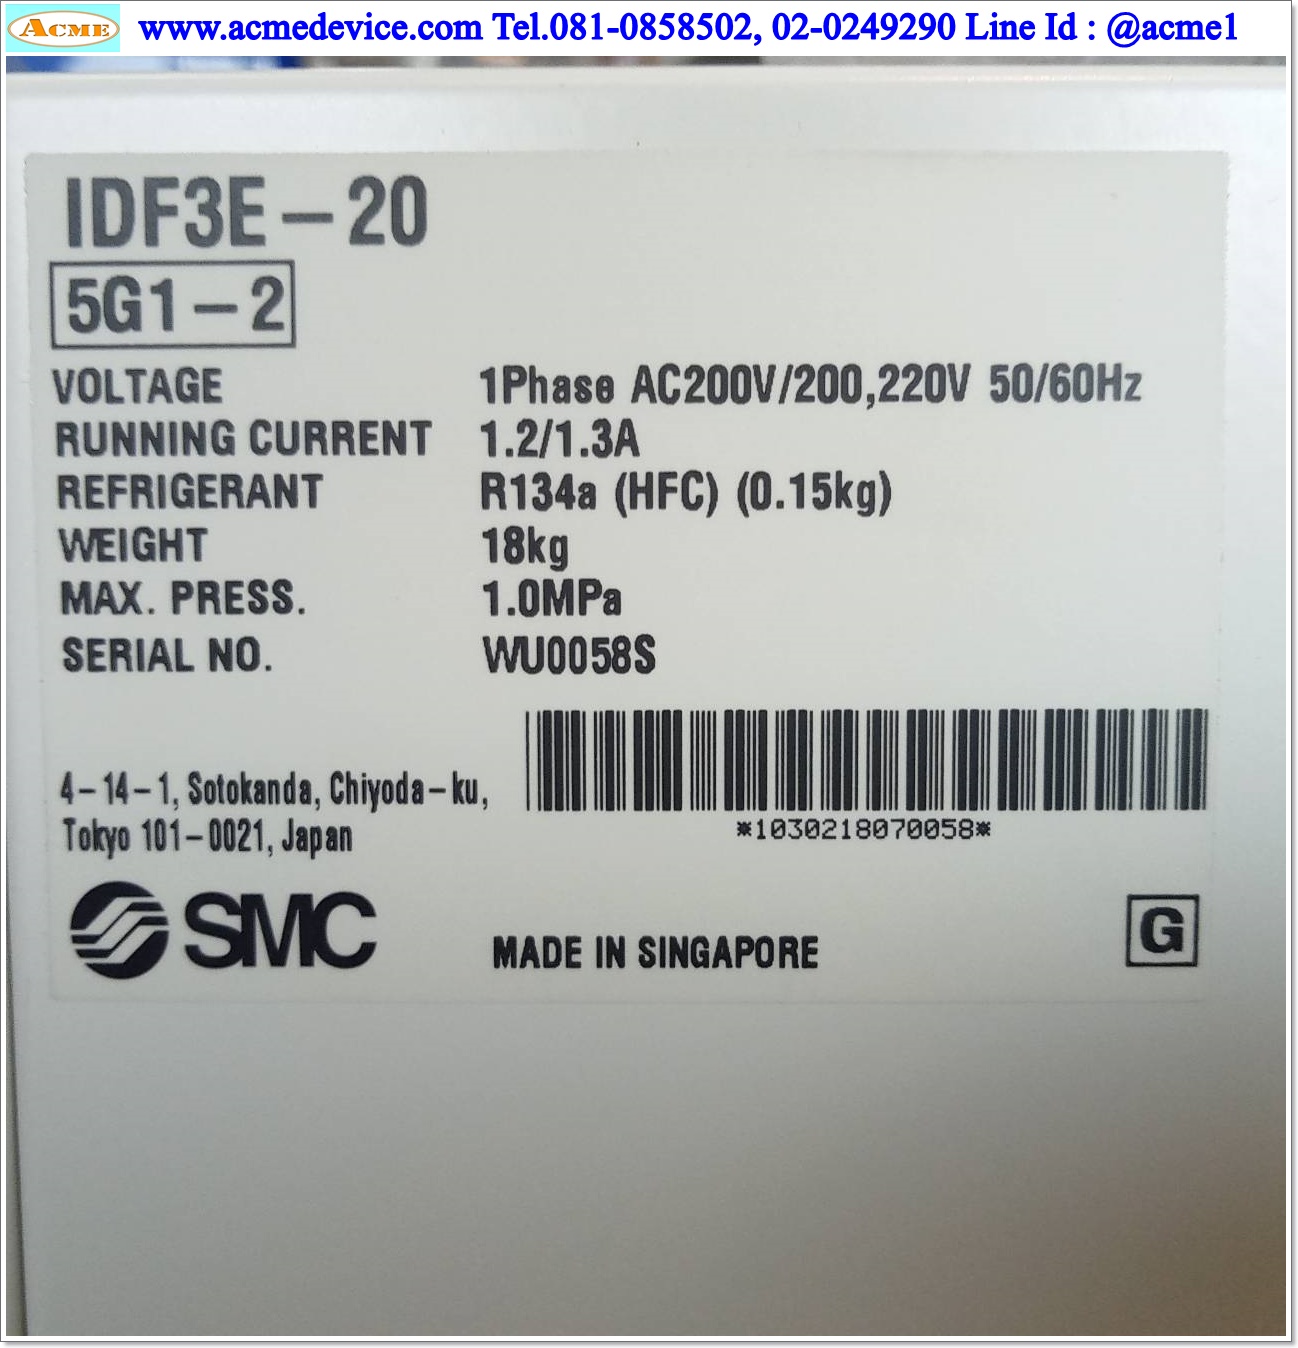 ACME www.acmedevice.com Tel.081-0858502, 02-0249290 Line Id : @acme1
IDF3E-20
5G1-2
VOLTAGE 1Phase AC200V/200,220V 50/60Hz
RUNNING CURRENT 1.2/1.3A
REFRIGERANT R134a (HFC) (0.15kg)
WEIGHT 18kg
MAX. PRESS. 1.0MPa
SERIAL NO. WU0058S
4-14-1, Sotokanda, Chiyoda-ku,
Tokyo 101-0021, Japan
*1030218070058*
SMC
MADE IN SINGAPORE
G